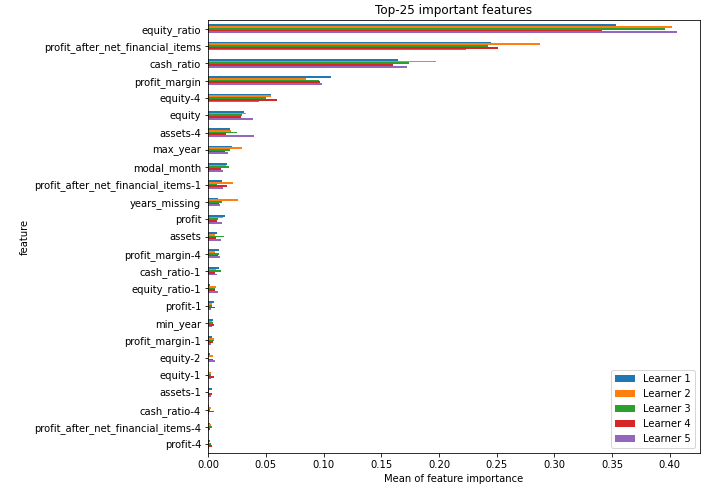 Top-25 important features
equity_ratio
profit_after_net_financial_items
cash_ratio
profit_margin
equity-4
equity
assets-4
max_year
modal_month
profit_after_net_financial_items-1
years_missing
profit
assets
profit_margin-4
cash_ratio-1
equity_ratio-1
profit-1
min_year
profit_margin-1
equity-2
equity-1
assets-1
cash_ratio-4
profit_after_net_financial_items-4
profit-4
feature
Learner 1
Learner 2
Learner 3
Learner 4
Learner 5
0.00 0.05 0.10 0.15 0.20 0.25 0.30 0.35 0.40
Mean of feature importance